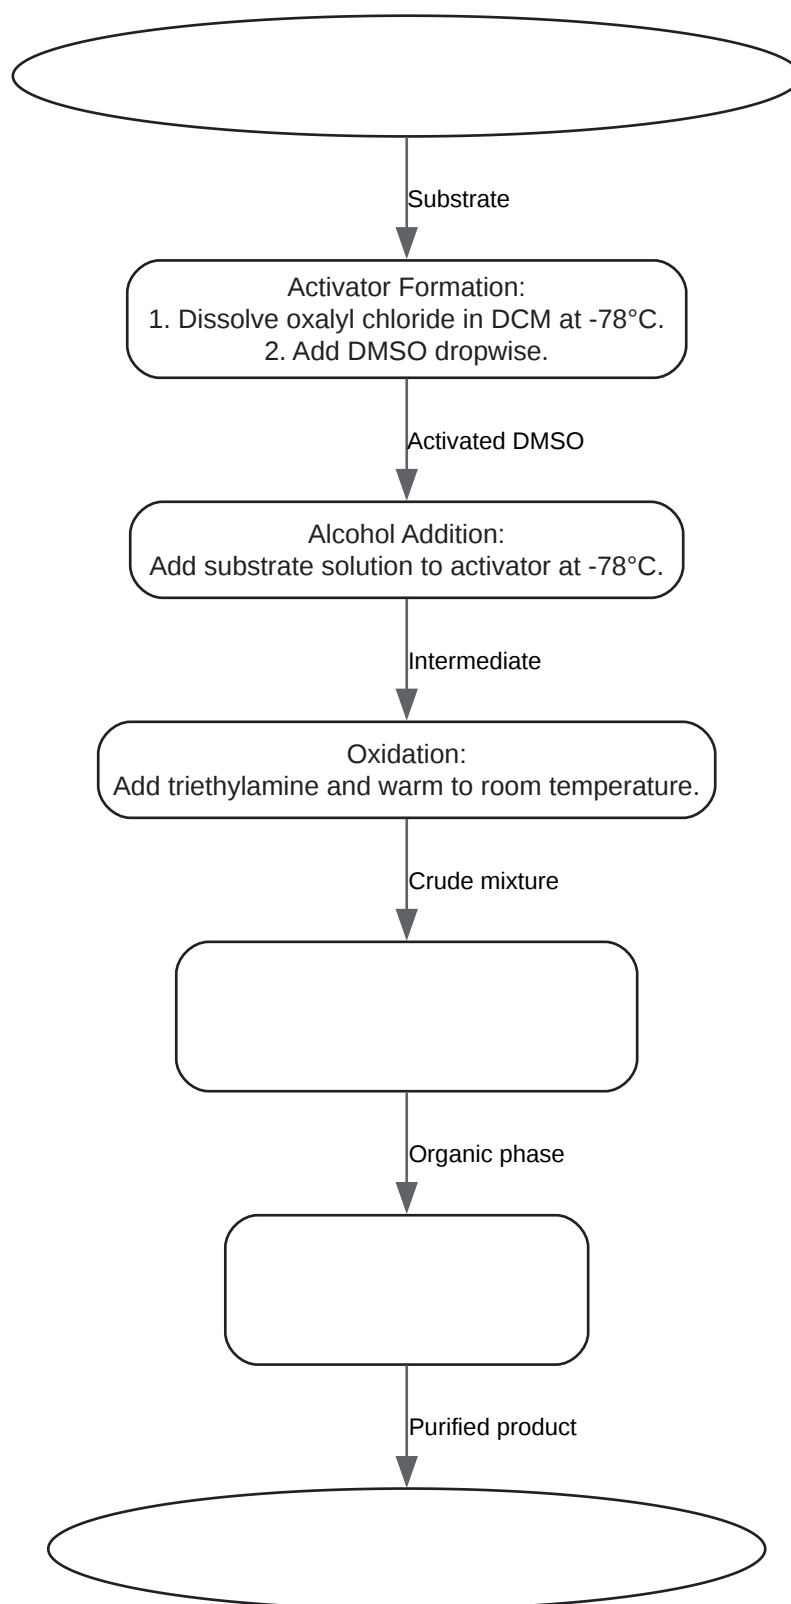 Substrate
Activator Formation:
1. Dissolve oxalyl chloride in DCM at -78°C.
2. Add DMSO dropwise.
Activated DMSO
Alcohol Addition:
Add substrate solution to activator at -78°C.
Intermediate
Oxidation:
Add triethylamine and warm to room temperature.
Crude mixture
Organic phase
Purified product